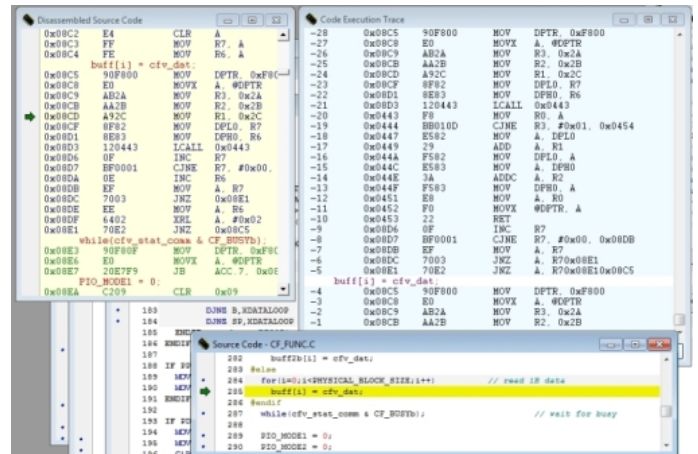 Disassembled Source Code
0x08C2 E4 CLR A
0x08C3 FF MOV R7, A
0x08C4 FE MOV R6, A
buff[i] = cfv_dat;
0x08C5 90F800 MOV DPTR, 0xF80
0x08C8 E0 MOVX A, @DPTR
0x08C9 AB2A MOV R3, 0x2A
0x08CB AA2B MOV R2, 0x2B
0x08CD A92C MOV R1, 0x2C
0x08CF 8F82 MOV DPL0, R7
0x08D1 8E83 MOV DPH0, R6
0x08D3 120443 LCALL 0x0443
0x08D6 0F INC R7
0x08D7 BF0001 CJNE R7, #0x00,
0x08DA 0E INC R6
0x08DB EF MOV A, R7
0x08DC 7003 JNZ 0x08E1
0x08DE EE MOV A, R6
0x08DF 6402 XRL A, #0x02
0x08E1 70E2 JNZ 0x08C5
while(cfv_stat_comm & CF_BUSYb);
0x08E3 90F80F MOV DPTR, 0xF80
0x08E6 E0 MOVX A, @DPTR
0x08E7 20E7F9 JB ACC.7, 0x08
PIO_MODE1 = 0;
0x08EA C209 CLR 0x09
Code Execution Trace
-28 0x08C5 90F800 MOV DPTR, 0xF800
-27 0x08C8 E0 MOVX A, @DPTR
-26 0x08C9 AB2A MOV R3, 0x2A
-25 0x08CB AA2B MOV R2, 0x2B
-24 0x08CD A92C MOV R1, 0x2C
-23 0x08CF 8F82 MOV DPL0, R7
-22 0x08D1 8E83 MOV DPH0, R6
-21 0x08D3 120443 LCALL 0x0443
-20 0x0443 F8 MOV R0, A
-19 0x0444 BB010D CJNE R3, #0x01, 0x0454
-18 0x0447 E582 MOV A, DPL0
-17 0x0449 29 ADD A, R1
-16 0x044A F582 MOV DPL0, A
-15 0x044C E583 MOV A, DPH0
-14 0x044E 3A ADDC A, R2
-13 0x044F F583 MOV DPH0, A
-12 0x0451 E8 MOV A, R0
-11 0x0452 F0 MOVX @DPTR, A
-10 0x0453 22 RET
-9 0x08D6 0F INC R7
-8 0x08D7 BF0001 CJNE R7, #0x00, 0x08DB
-7 0x08DB EF MOV A, R7
-6 0x08DC 7003 JNZ A, R70x08E1
-5 0x08E1 70E2 JNZ A, R70x08E10x08C5
buff[i] = cfv_dat;
-4 0x08C5 90F800 MOV DPTR, 0xF800
-3 0x08C8 E0 MOVX A, @DPTR
-2 0x08C9 AB2A MOV R3, 0x2A
-1 0x08CB AA2B MOV R2, 0x2B
183 DJNZ B,XDATALOOP
184 DJNZ SP,XDATALOOP
185
186 ENDIF
187
188
189 MOV
190 MOV
191 ENDIF
192
193
194 MOV
195 MOV
Source Code - CF_FUNC.C
282 buff2b[i] = cfv_dat;
283 #else
284 for(i=0;i<PHYSICAL_BLOCK_SIZE;i++) // read IB data
285 buff[i] = cfv_dat;
286 #endif
287 while(cfv_stat_comm & CF_BUSYb); // wait for busy
288
289 PIO_MODE1 = 0;
290 PIO_MODE2 = 0;